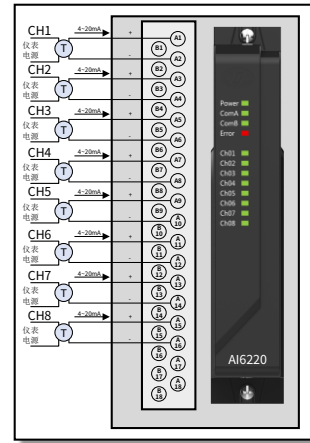 CH1 4~20mA + A1
仪表 B1
电源 T - A2
CH2 4~20mA + B2 A3
仪表 B3
电源 T - A4
CH3 4~20mA + B4 A5
仪表 B5
电源 T - A6
CH4 4~20mA + B6 A7
仪表 B7
电源 T - A8
CH5 4~20mA + B8 A9
仪表 B9
电源 T - A10
CH6 4~20mA + B10 A11
仪表 B11
电源 T - A12
CH7 4~20mA + B12 A13
仪表 B13
电源 T - A14
CH8 4~20mA + B14 A15
仪表 B15
电源 T - A16
B16 A17
B17 A18
B18
Power
ComA
ComB
Error
Ch01
Ch02
Ch03
Ch04
Ch05
Ch06
Ch07
Ch08
AI6220